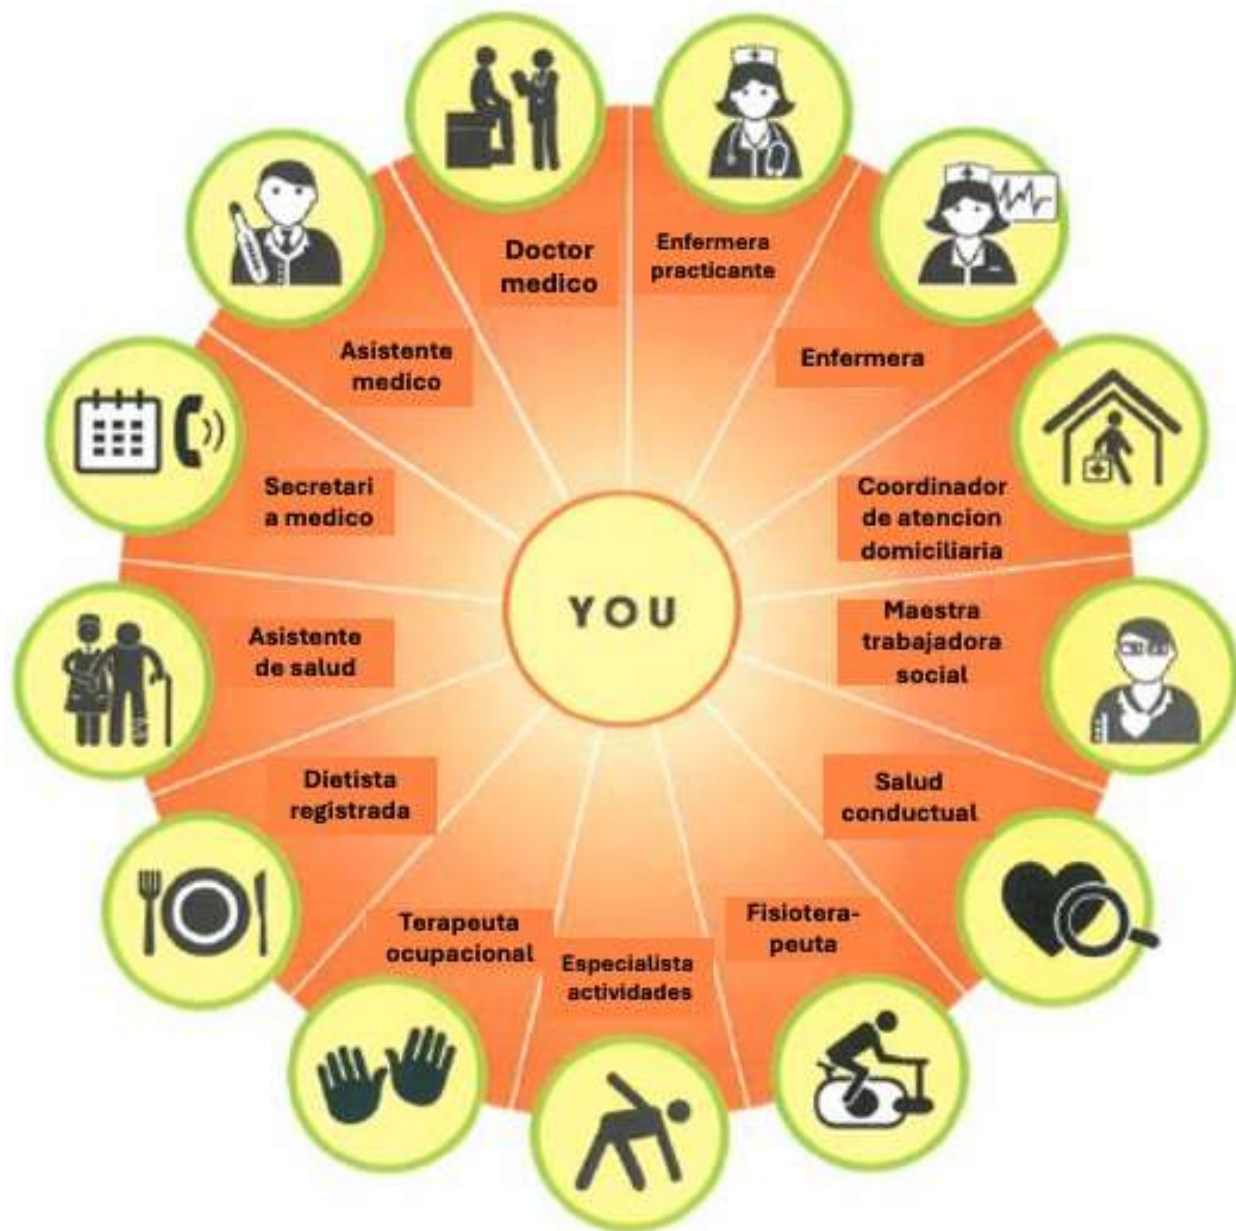 Doctor
medico
Enfermera
practicante
Enfermera
Coordinador
de atencion
domiciliaria
Maestra
trabajadora
social
Salud
conductual
Fisiotera-
peuta
Especialista
actividades
Terapeuta
ocupacional
Dietista
registrada
Asistente
de salud
Secretari
a medico
Asistente
medico
YOU